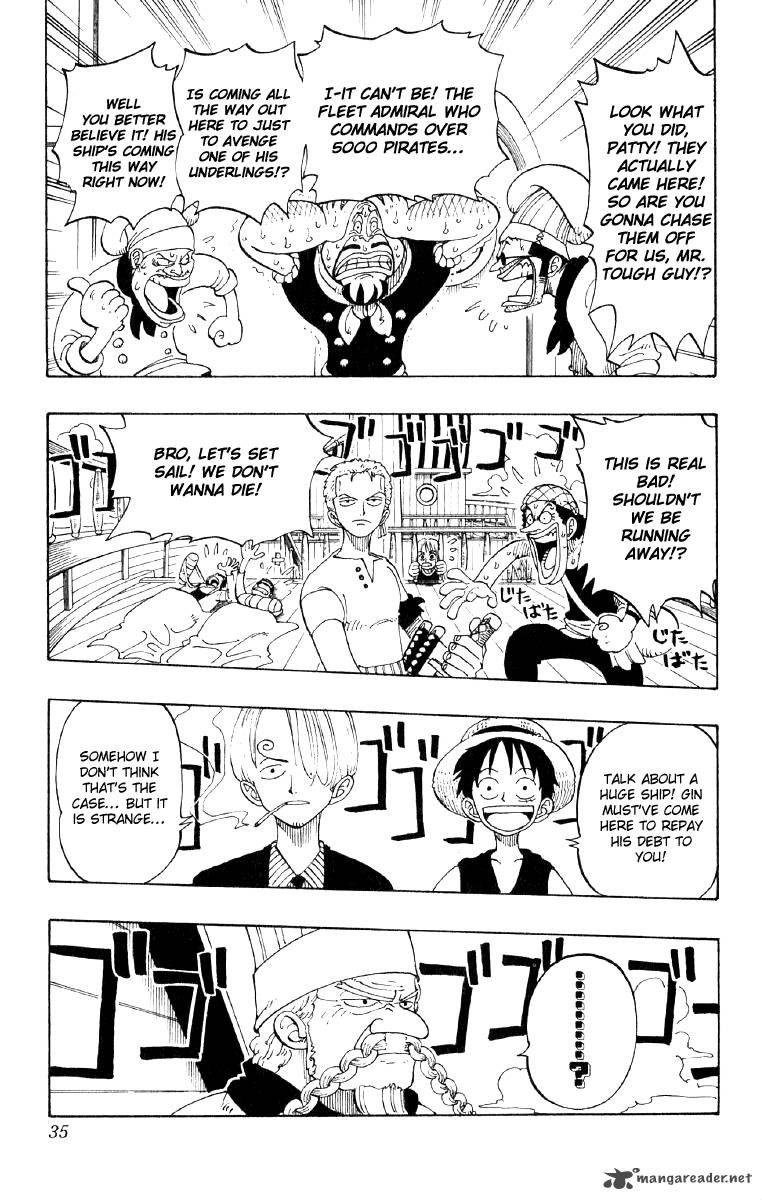 LOOK WHAT
YOU DID,
PATTY! THEY
ACTUALLY
CAME HERE!
SO ARE YOU
GONNA CHASE
THEM OFF
FOR US, MR.
TOUGH GUY!?
I-IT CAN'T BE! THE
FLEET ADMIRAL WHO
COMMANDS OVER
5000 PIRATES...
IS COMING ALL
THE WAY OUT
HERE TO JUST
TO AVENGE
ONE OF HIS
UNDERLINGS!?
WELL
YOU BETTER
BELIEVE IT! HIS
SHIP'S COMING
THIS WAY
RIGHT NOW!
THIS IS REAL
BAD!
SHOULDN'T
WE BE
RUNNING
AWAY!?
じたばた
じたばた
ゴゴゴゴ
BRO, LET'S SET
SAIL! WE DON'T
WANNA DIE!
ゴ
TALK ABOUT A
HUGE SHIP! GIN
MUST'VE COME
HERE TO REPAY
HIS DEBT TO
YOU!
ゴゴゴゴ
SOMEHOW I
DON'T THINK
THAT'S THE
CASE... BUT IT
IS STRANGE...
..........?
ゴゴゴゴゴ
35
mangareader.net